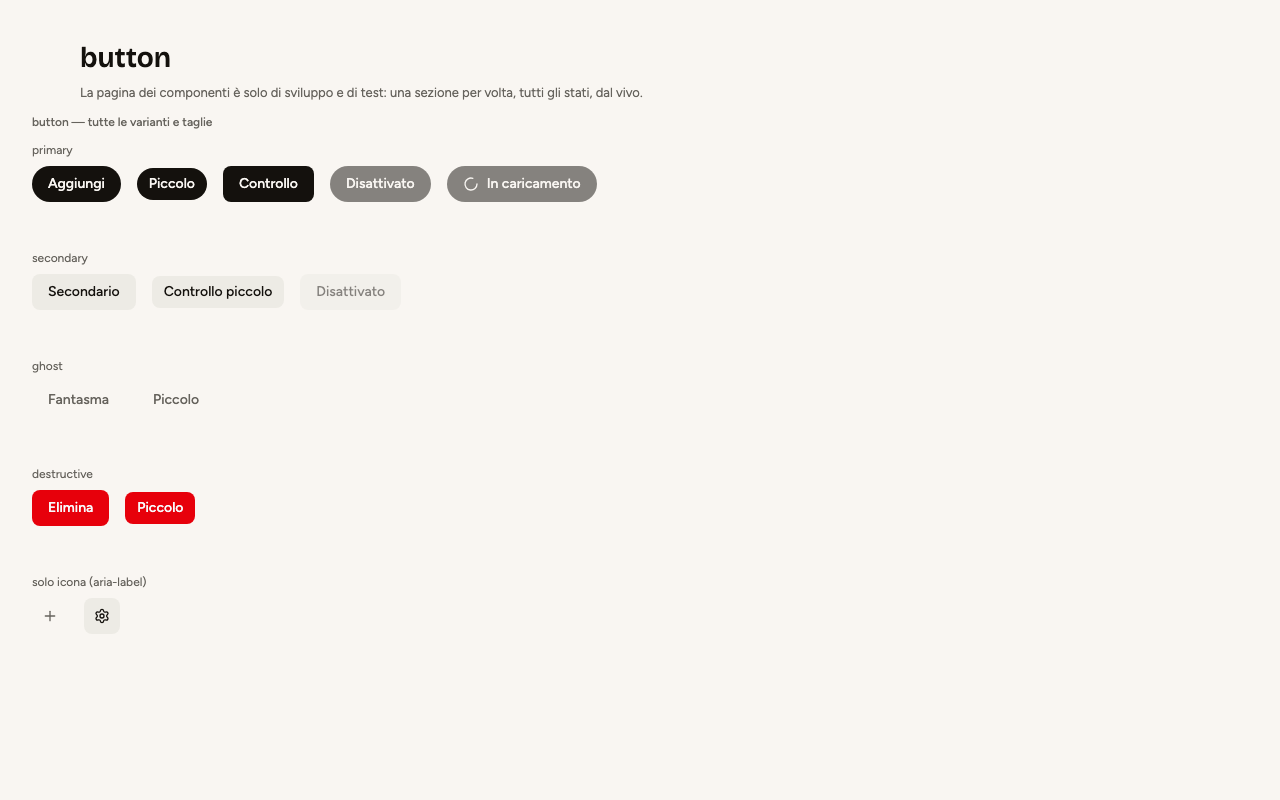 button
La pagina dei componenti è solo di sviluppo e di test: una sezione per volta, tutti gli stati, dal vivo.
button — tutte le varianti e taglie
primary
Aggiungi Piccolo Controllo Disattivato In caricamento
secondary
Secondario Controllo piccolo Disattivato
ghost
Fantasma Piccolo
destructive
Elimina Piccolo
solo icona (aria-label)